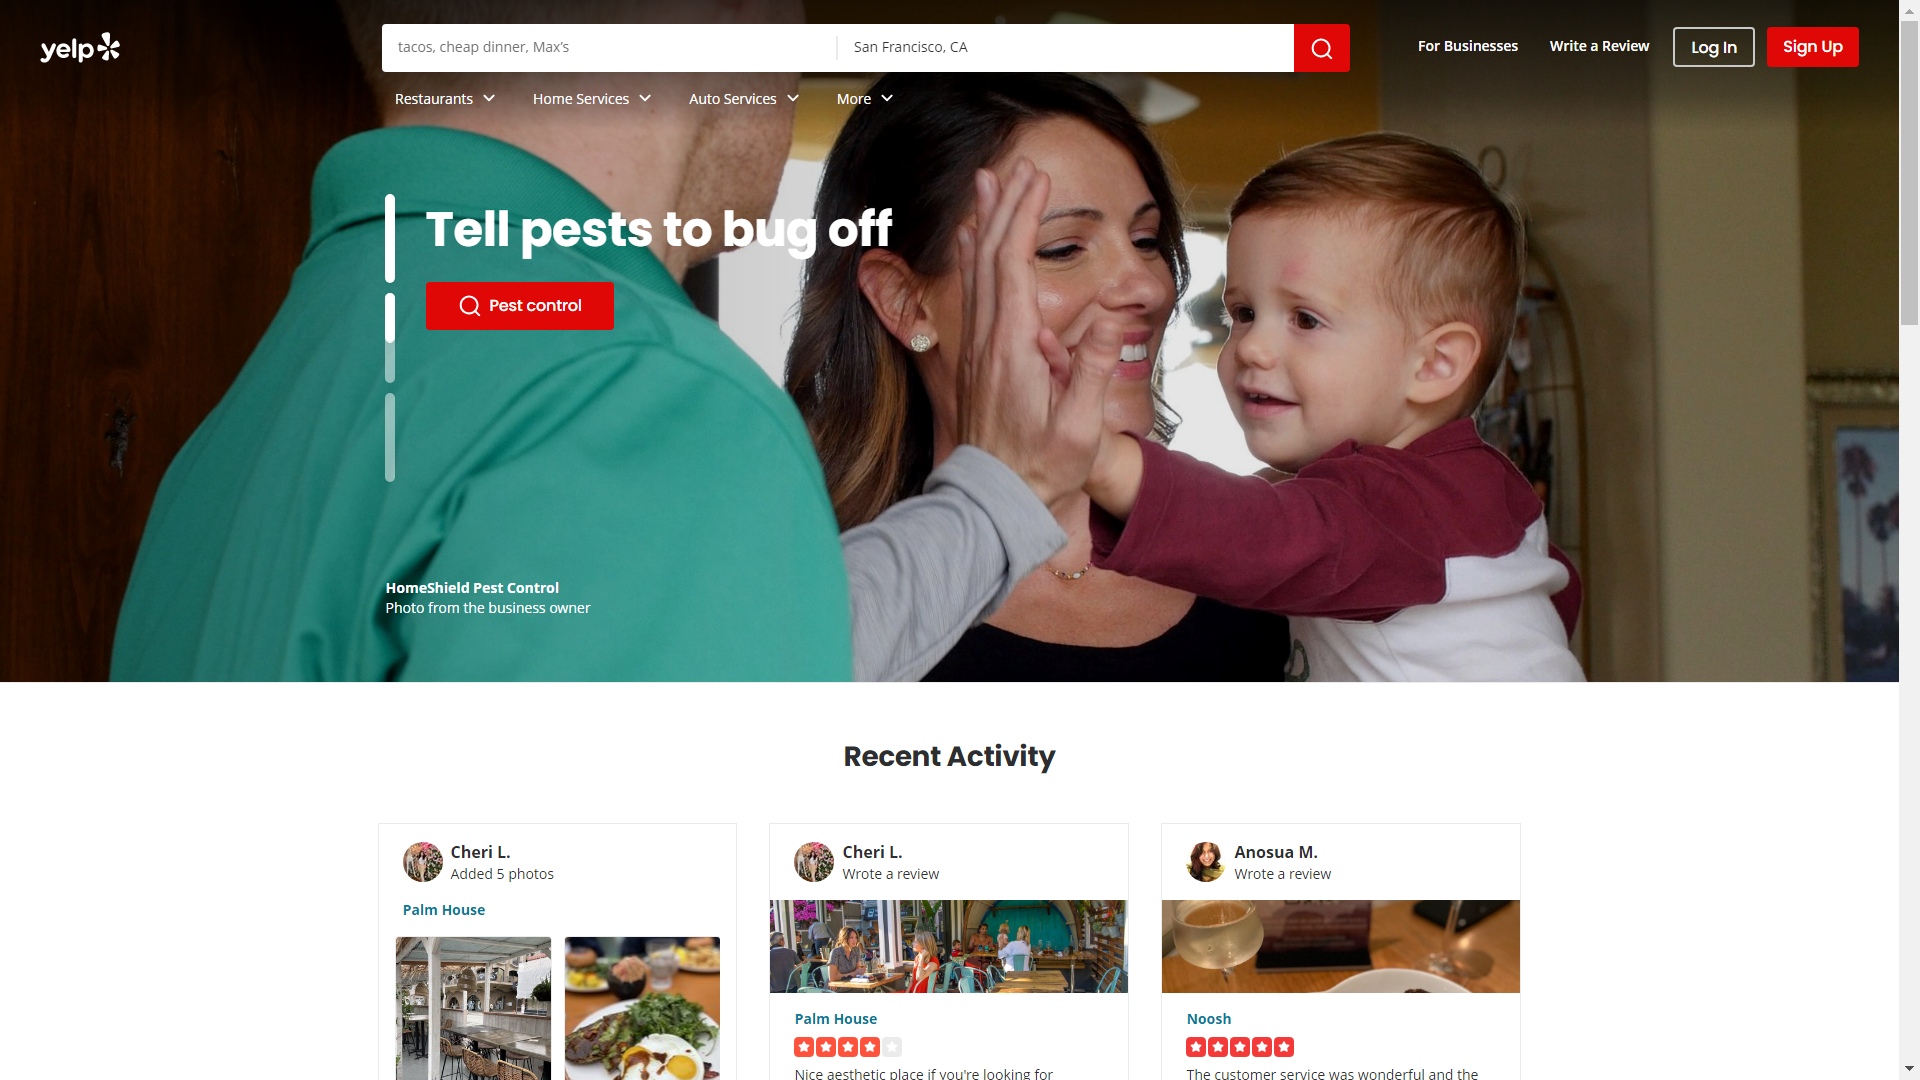 yelp
tacos, cheap dinner, Max's
San Francisco, CA
For Businesses
Write a Review
Log In
Sign Up
Restaurants
Home Services
Auto Services
More
Tell pests to bug off
Pest control
HomeShield Pest Control
Photo from the business owner
Recent Activity
Cheri L.
Added 5 photos
Palm House
Cheri L.
Wrote a review
Palm House
Nice aesthetic place if you're looking for
Anosua M.
Wrote a review
Noosh
The customer service was wonderful and the